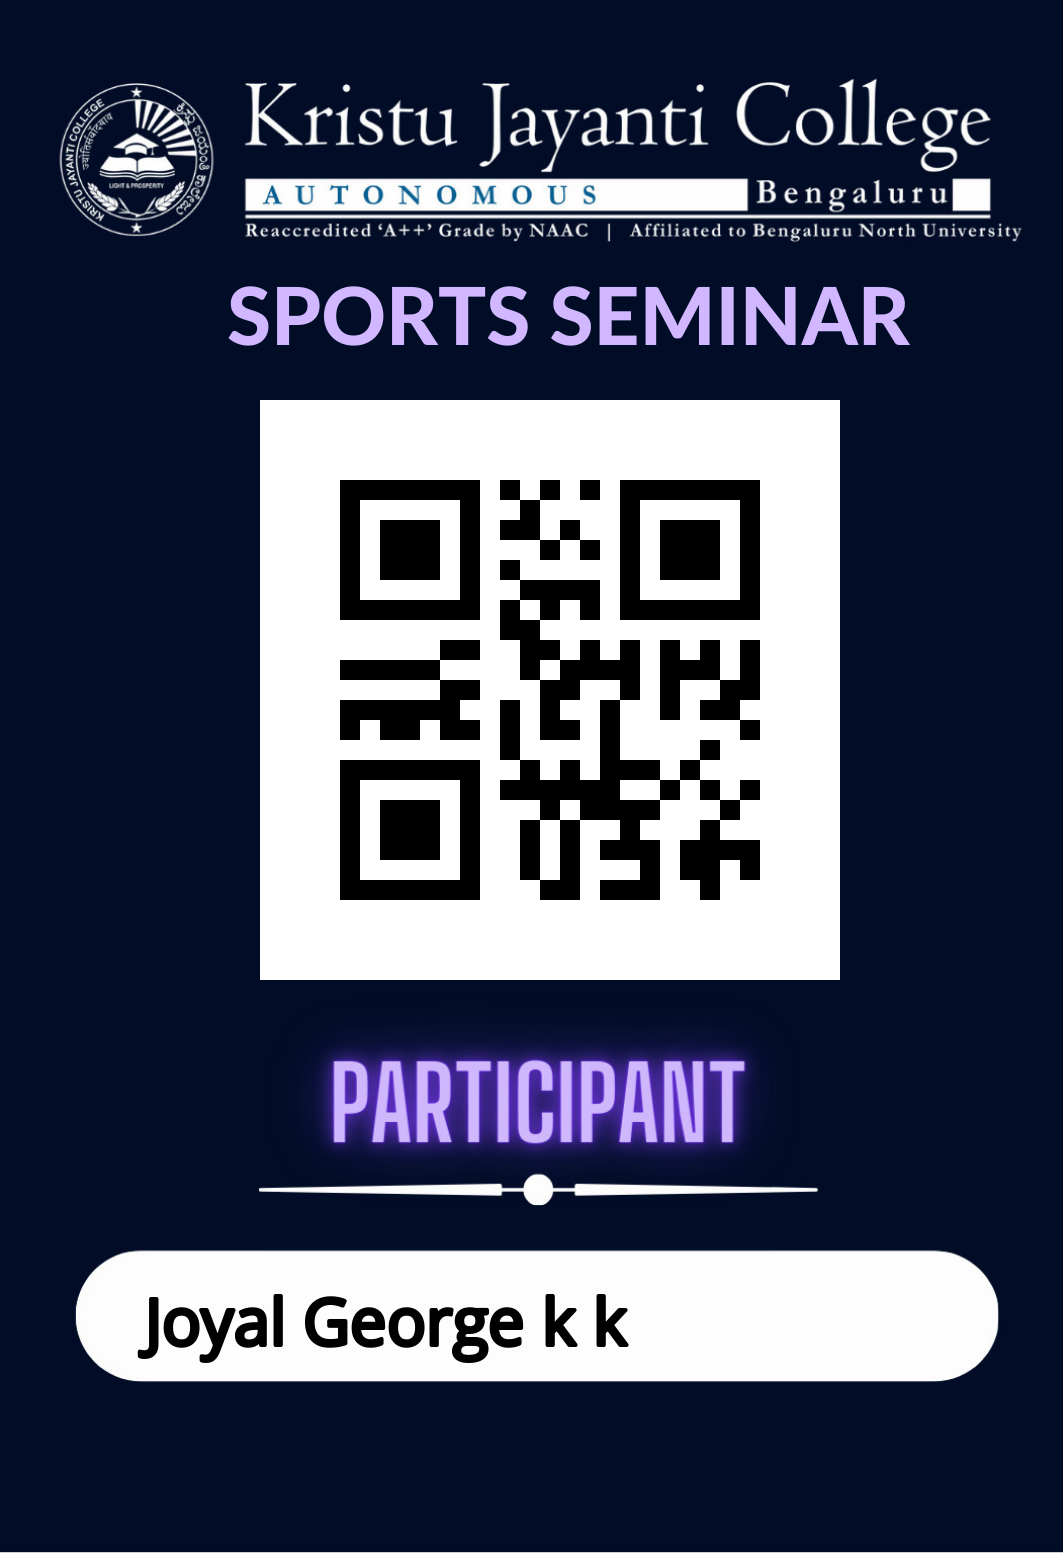 KRISTU JAYANTI COLLEGE
LIGHT & PROSPERITY
Kristu Jayanti College
AUTONOMOUS Bengaluru
Reaccredited ‘A++’ Grade by NAAC | Affiliated to Bengaluru North University
SPORTS SEMINAR
PARTICIPANT
Joyal George k k